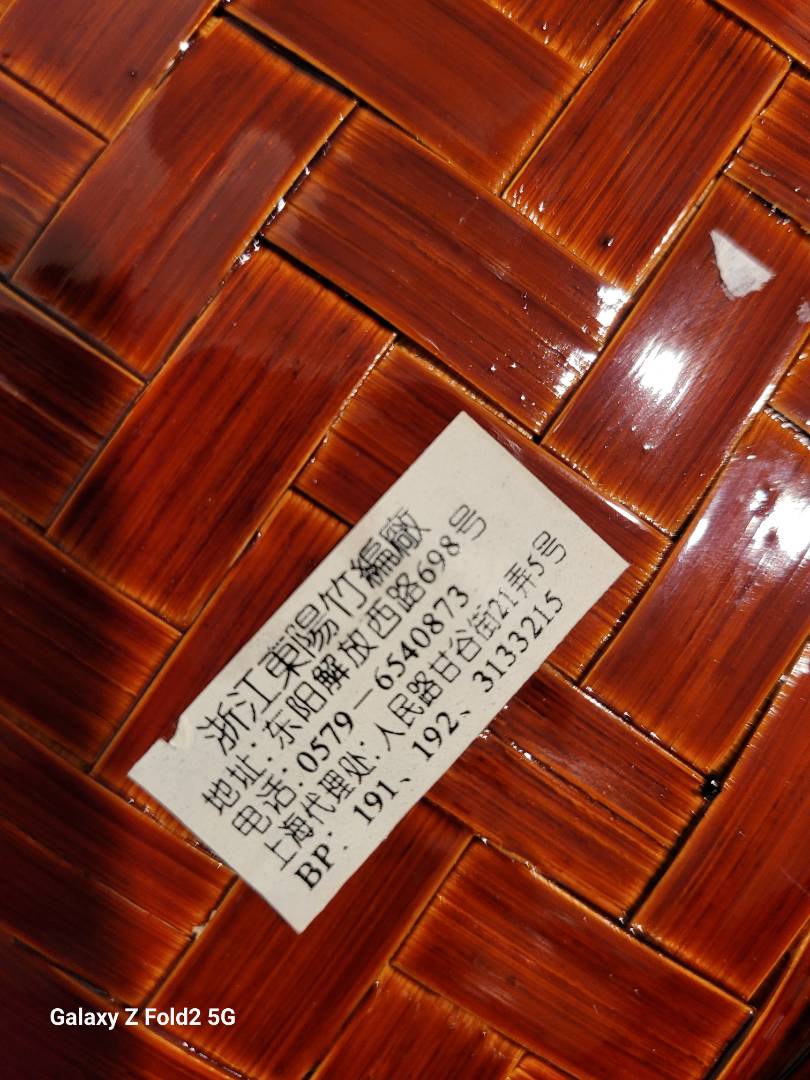 浙江東陽竹編廠
地址：东阳解放西路698号
电话：0579－6540873
上海代理处：人民路甘谷街21弄5号
BP：191、192、3133215
Galaxy Z Fold2 5G